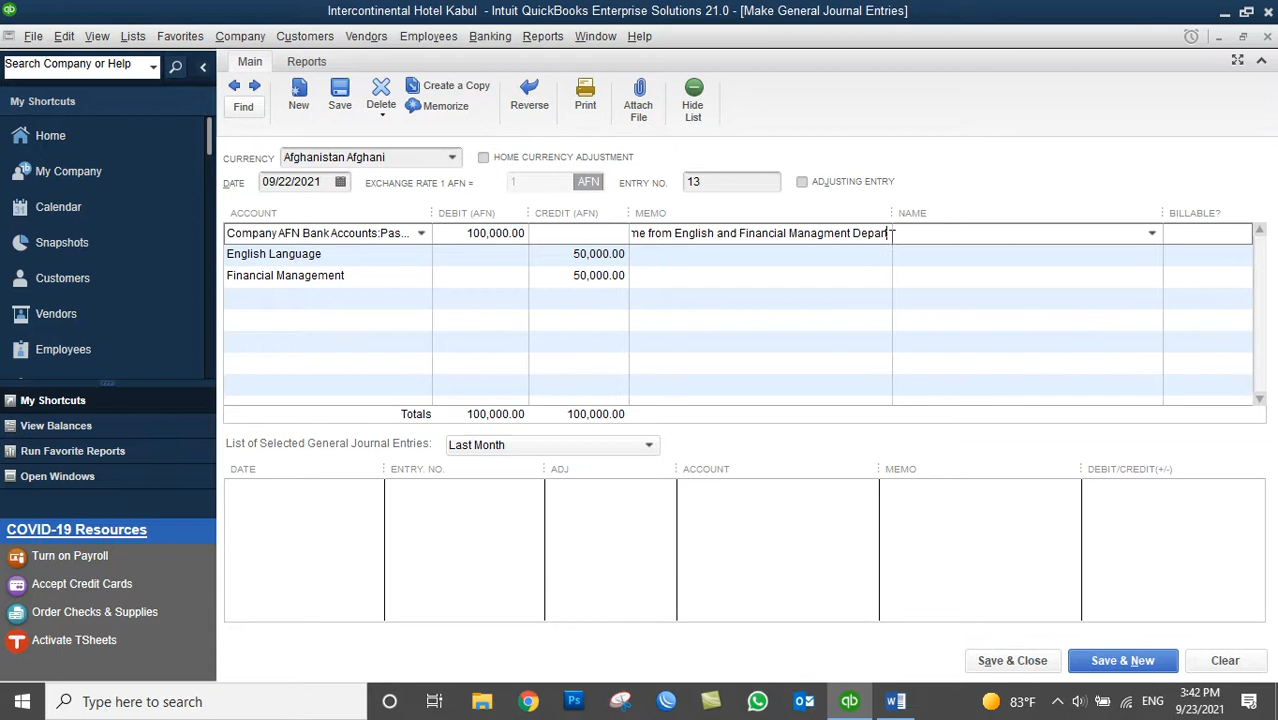 Intercontinental Hotel Kabul - Intuit QuickBooks Enterprise Solutions 21.0 - [Make General Journal Entries]
File Edit View Lists Favorites Company Customers Vendors Employees Banking Reports Window Help
Search Company or Help
My Shortcuts
Home
My Company
Calendar
Snapshots
Customers
Vendors
Employees
My Shortcuts
View Balances
Run Favorite Reports
Open Windows
COVID-19 Resources
Turn on Payroll
Accept Credit Cards
Order Checks & Supplies
Activate TSheets
Main Reports
Find
New
Save
Delete
Create a Copy
Memorize
Reverse
Print
Attach File
Hide List
CURRENCY Afghanistan Afghani HOME CURRENCY ADJUSTMENT
DATE 09/22/2021 EXCHANGE RATE 1 AFN = 1 AFN ENTRY NO. 13 ADJUSTING ENTRY
ACCOUNT DEBIT (AFN) CREDIT (AFN) MEMO NAME BILLABLE?
Company AFN Bank Accounts:Pas... 100,000.00 me from English and Financial Managment Depar
English Language 50,000.00
Financial Management 50,000.00
Totals 100,000.00 100,000.00
List of Selected General Journal Entries: Last Month
DATE ENTRY. NO. ADJ ACCOUNT MEMO DEBIT/CREDIT(+/-)
Save & Close Save & New Clear
Type here to search
83°F ENG 3:42 PM
9/23/2021